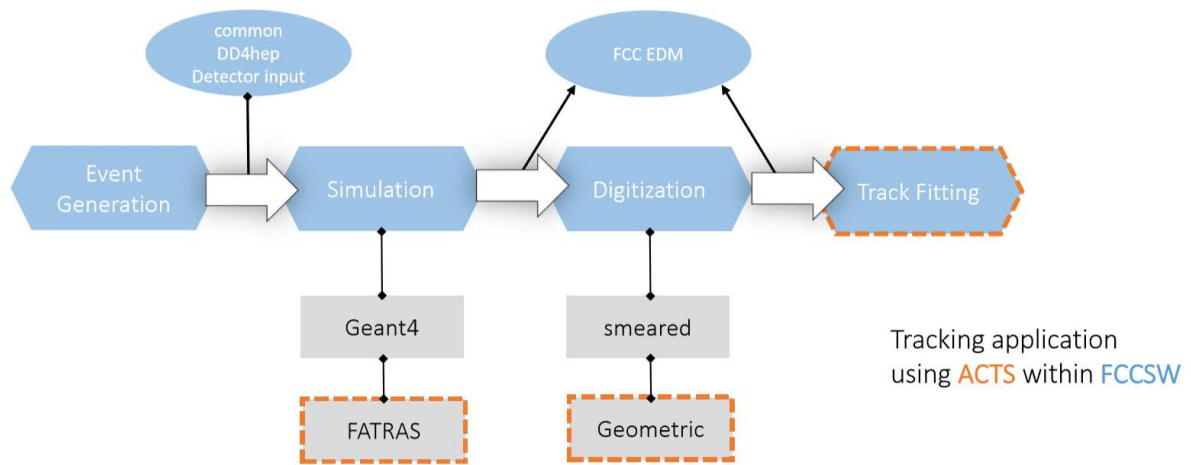 common
DD4hep
Detector input
FCC EDM
Event
Generation
Simulation
Digitization
Track Fitting
Geant4
smeared
FATRAS
Geometric
Tracking application
using ACTS within FCCSW